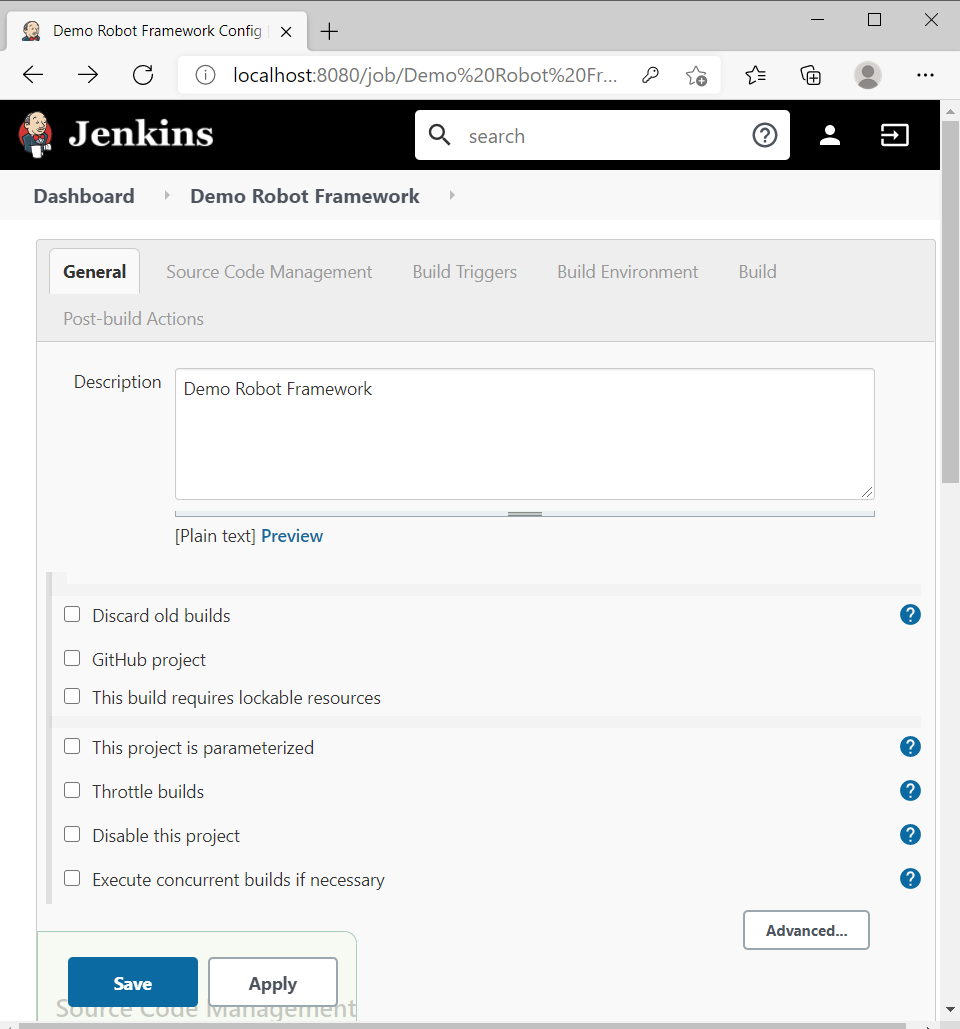 Demo Robot Framework Config
localhost:8080/job/Demo%20Robot%20Fr...
Jenkins
search
Dashboard
Demo Robot Framework
General
Source Code Management
Build Triggers
Build Environment
Build
Post-build Actions
Description
Demo Robot Framework
[Plain text] Preview
Discard old builds
?
GitHub project
This build requires lockable resources
This project is parameterized
?
Throttle builds
?
Disable this project
?
Execute concurrent builds if necessary
?
Advanced...
Save
Apply
Source Code Management